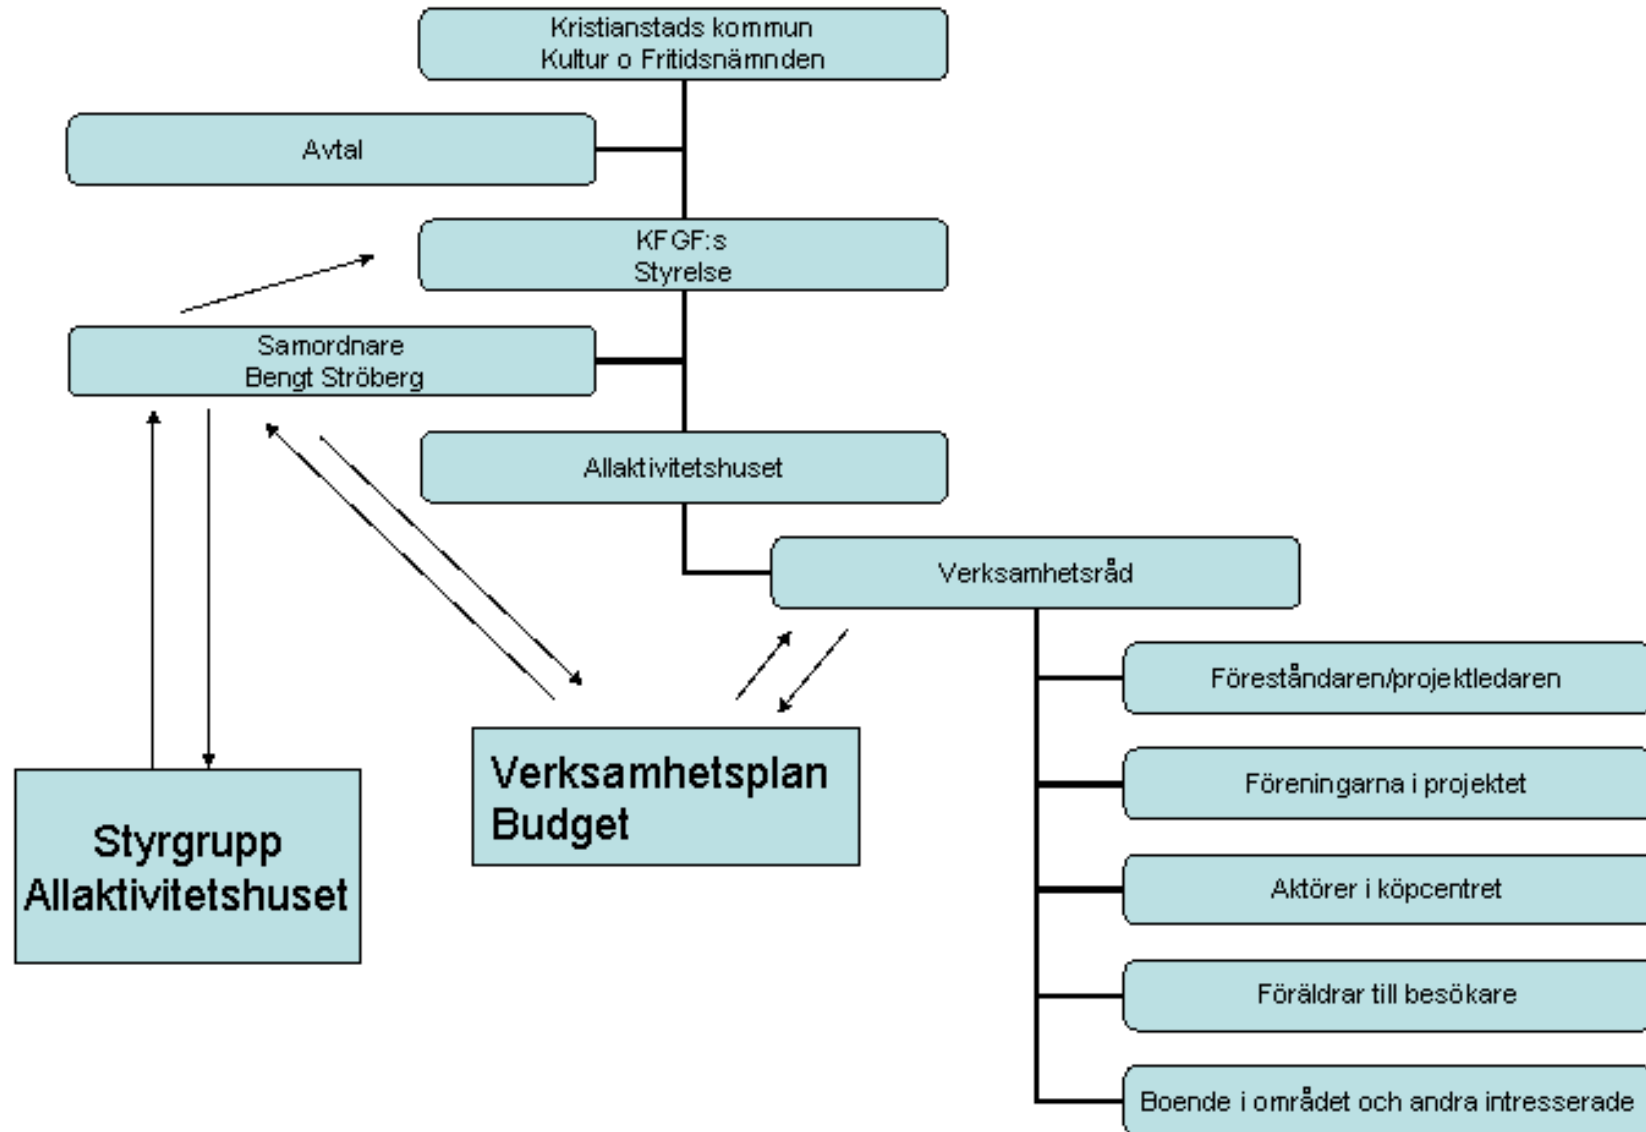 Kristianstads kommun
Kultur o Fritidsnämnden
Avtal
KFGF:s
Styrelse
Samordnare
Bengt Ströberg
Allaktivitetshuset
Verksamhetsråd
Föreståndaren/projektledaren
Verksamhetsplan
Budget
Föreningarna i projektet
Styrgrupp
Allaktivitetshuset
Aktörer i köpcentret
Föräldrar till besökare
Boende i området och andra intresserade